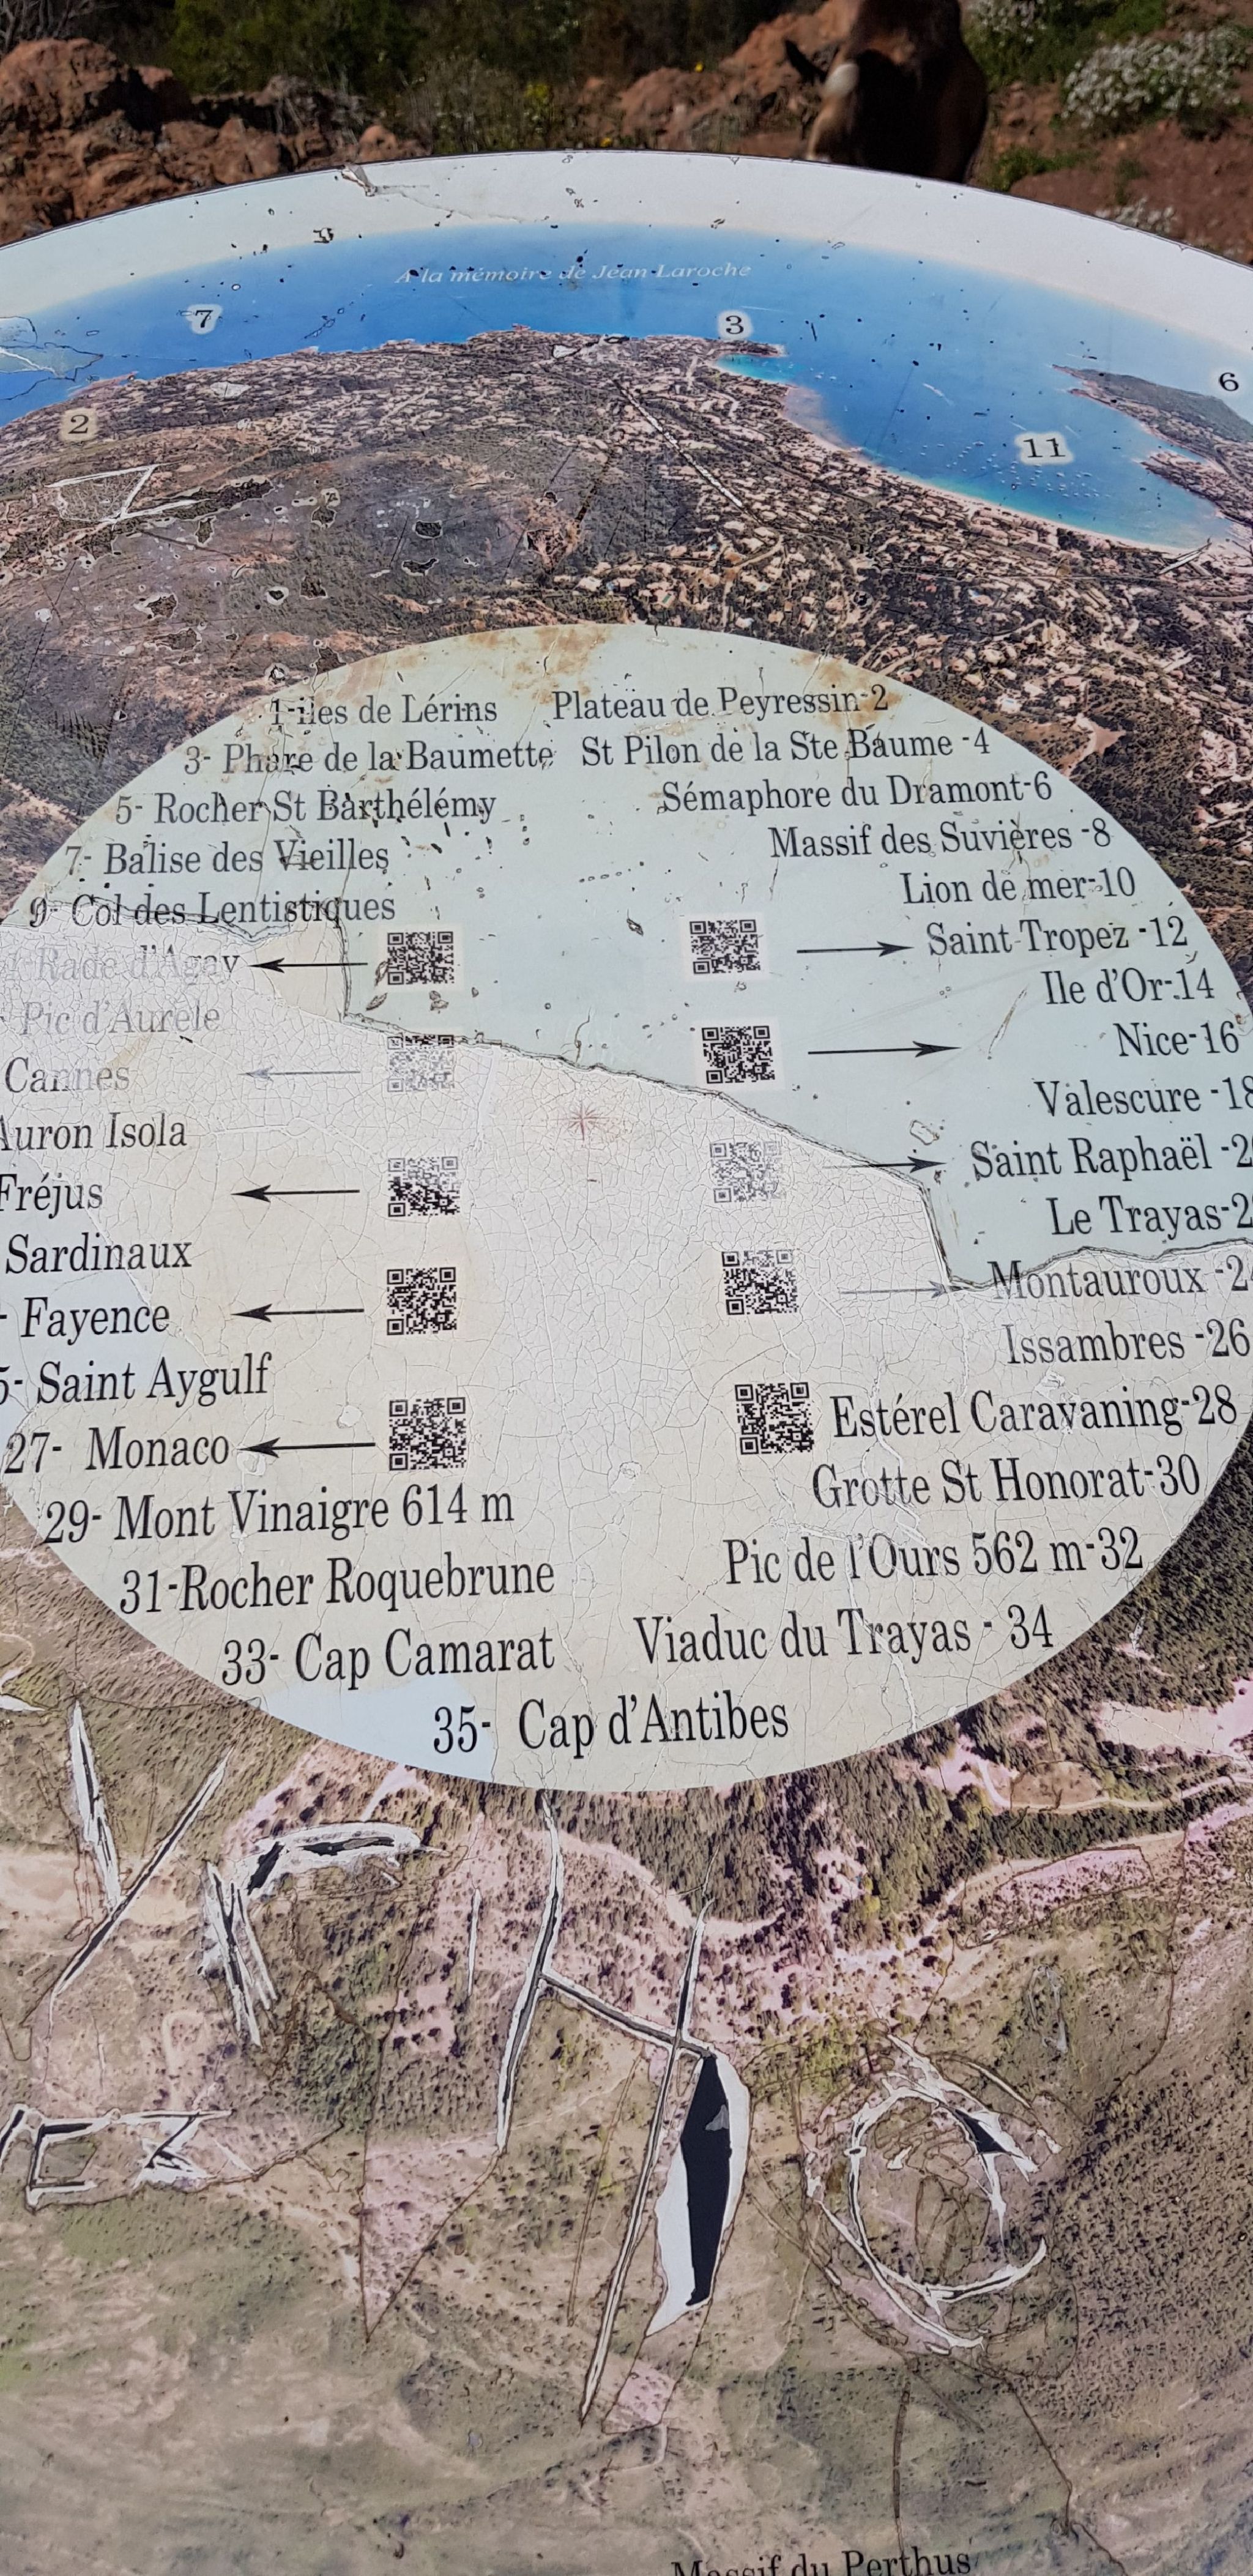 A la mémoire de Jean Laroche
7
3
6
2
11
1-iles de Lérins Plateau de Peyressin-2
3- Phare de la Baumette St Pilon de la Ste Baume -4
5- Rocher St Barthélémy Sémaphore du Dramont-6
7- Balise des Vieilles Massif des Suvières -8
9- Col des Lentistiques Lion de mer-10
Rade d'Agay Saint Tropez -12
Pic d'Aurele Ile d'Or-14
Cannes Nice-16
Auron Isola Valescure -18
Fréjus Saint Raphaël -2
Sardinaux Le Trayas-2
- Fayence Montauroux -2
5- Saint Aygulf Issambres -26
27- Monaco Estérel Caravaning-28
29- Mont Vinaigre 614 m Grotte St Honorat-30
31-Rocher Roquebrune Pic de l'Ours 562 m-32
33- Cap Camarat Viaduc du Trayas - 34
35- Cap d'Antibes
Massif du Perthus